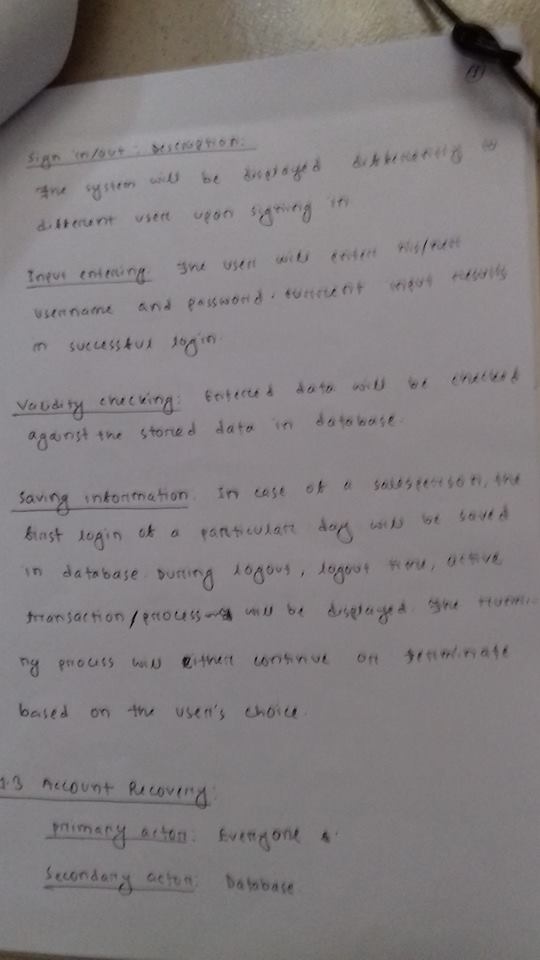 Sign in/out: Description:
The system will be displayed differently to
different user upon signing in
Input entering: The user will enter his/her
username and password. Current input results
in successful login.
Validity checking: Entered data will be checked
against the stored data in database.
Saving information. In case of a salesperson, the
first login of a particular day will be saved
in database. During logout, logout time, active
transaction/process will be displayed. The runni-
ng process will either continue or terminate
based on the user's choice.
1.3 Account Recovery:
Primary actor: Everyone
Secondary actor: Database